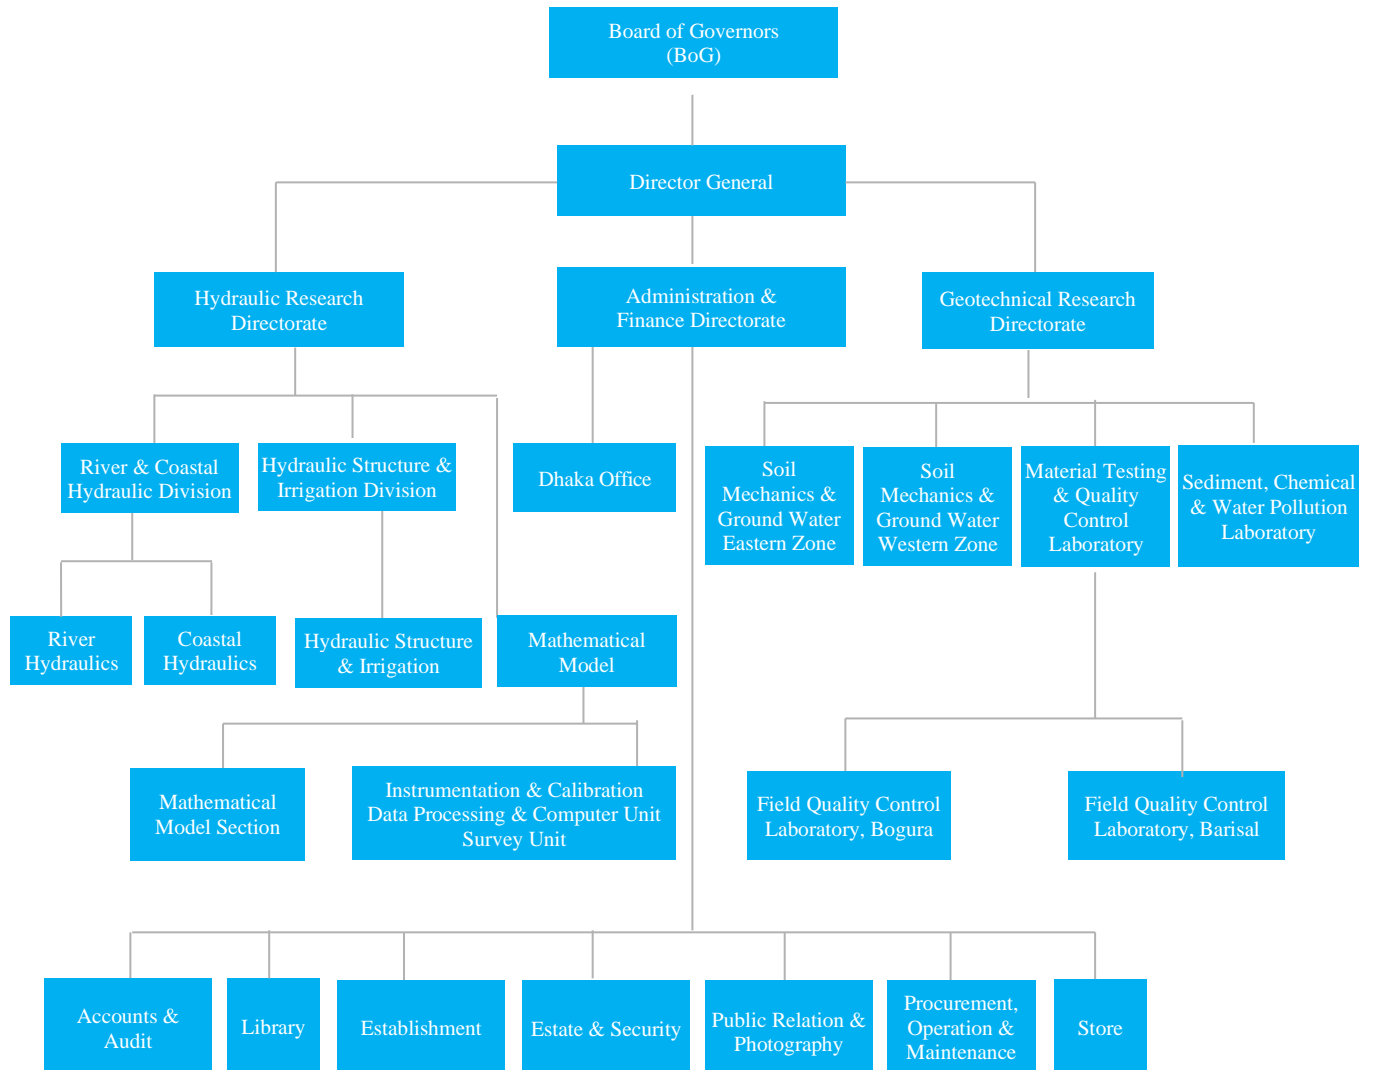 Board of Governors
(BoG)
Director General
Hydraulic Research
Directorate
Administration &
Finance Directorate
Geotechnical Research
Directorate
River & Coastal
Hydraulic Division
Hydraulic Structure &
Irrigation Division
Dhaka Office
Soil
Mechanics &
Ground Water
Eastern Zone
Soil
Mechanics &
Ground Water
Western Zone
Material Testing
& Quality
Control
Laboratory
Sediment, Chemical
& Water Pollution
Laboratory
River
Hydraulics
Coastal
Hydraulics
Hydraulic Structure
& Irrigation
Mathematical
Model
Mathematical
Model Section
Instrumentation & Calibration
Data Processing & Computer Unit
Survey Unit
Field Quality Control
Laboratory, Bogura
Field Quality Control
Laboratory, Barisal
Accounts &
Audit
Library
Establishment
Estate & Security
Public Relation &
Photography
Procurement,
Operation &
Maintenance
Store